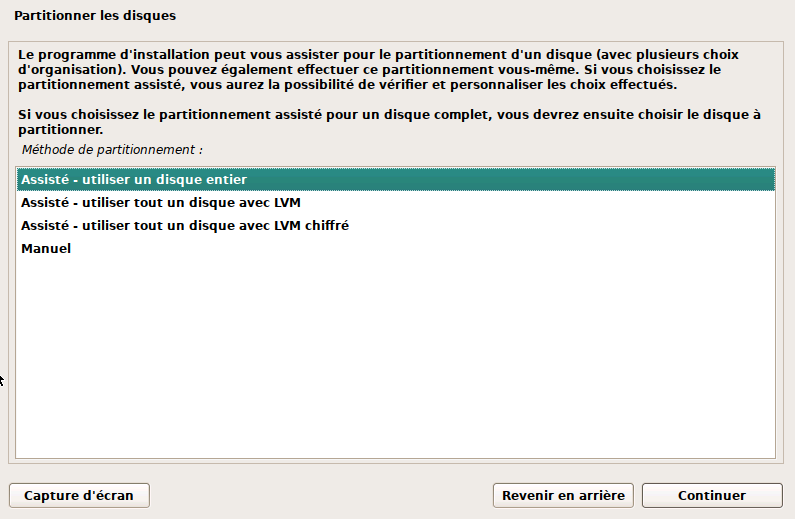 Partitionner les disques
Le programme d'installation peut vous assister pour le partitionnement d'un disque (avec plusieurs choix
d'organisation). Vous pouvez également effectuer ce partitionnement vous-même. Si vous choisissez le
partitionnement assisté, vous aurez la possibilité de vérifier et personnaliser les choix effectués.
Si vous choisissez le partitionnement assisté pour un disque complet, vous devrez ensuite choisir le disque à
partitionner.
Méthode de partitionnement :
Assisté - utiliser un disque entier
Assisté - utiliser tout un disque avec LVM
Assisté - utiliser tout un disque avec LVM chiffré
Manuel
Capture d'écran
Revenir en arrière
Continuer